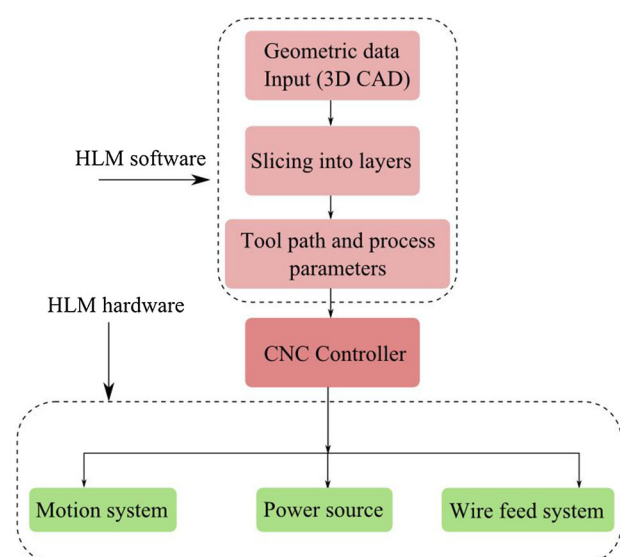 Geometric data
Input (3D CAD)
HLM software
Slicing into layers
Tool path and process
parameters
HLM hardware
CNC Controller
Motion system
Power source
Wire feed system